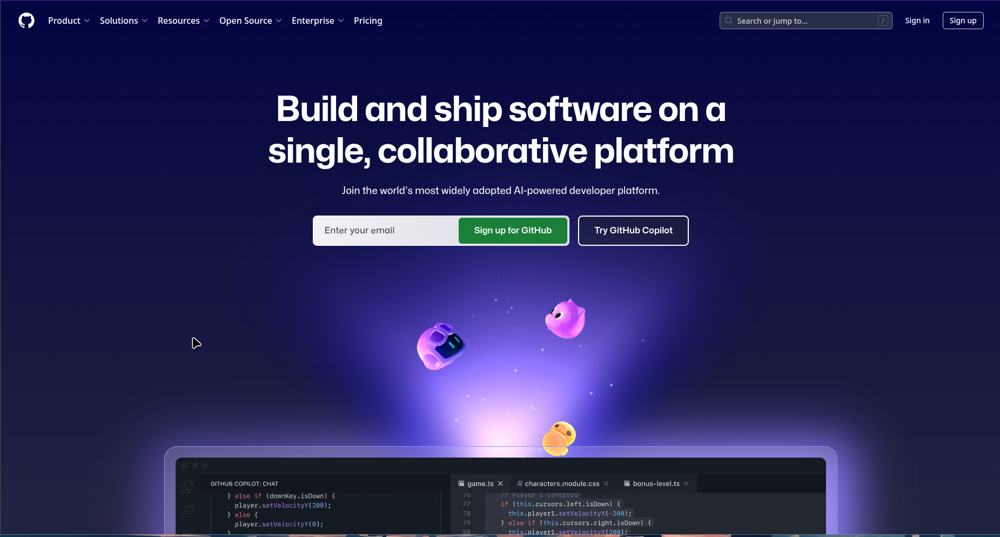 Product
Solutions
Resources
Open Source
Enterprise
Pricing
Search or jump to...
/
Sign in
Sign up
Build and ship software on a
single, collaborative platform
Join the world's most widely adopted AI-powered developer platform.
Enter your email
Sign up for GitHub
Try GitHub Copilot
GITHUB COPILOT: CHAT
} else if (downKey.isDown) {
player.setVelocityY(200);
} else {
player.setVelocityY(0);
}
TS game.ts
# characters.module.css
TS bonus-level.ts
76 // Player 1 controls
77 if (this.cursors.left.isDown) {
78 this.player1.setVelocityX(-200);
79 } else if (this.cursors.right.isDown) {
80 this.player1.setVelocityX(200);